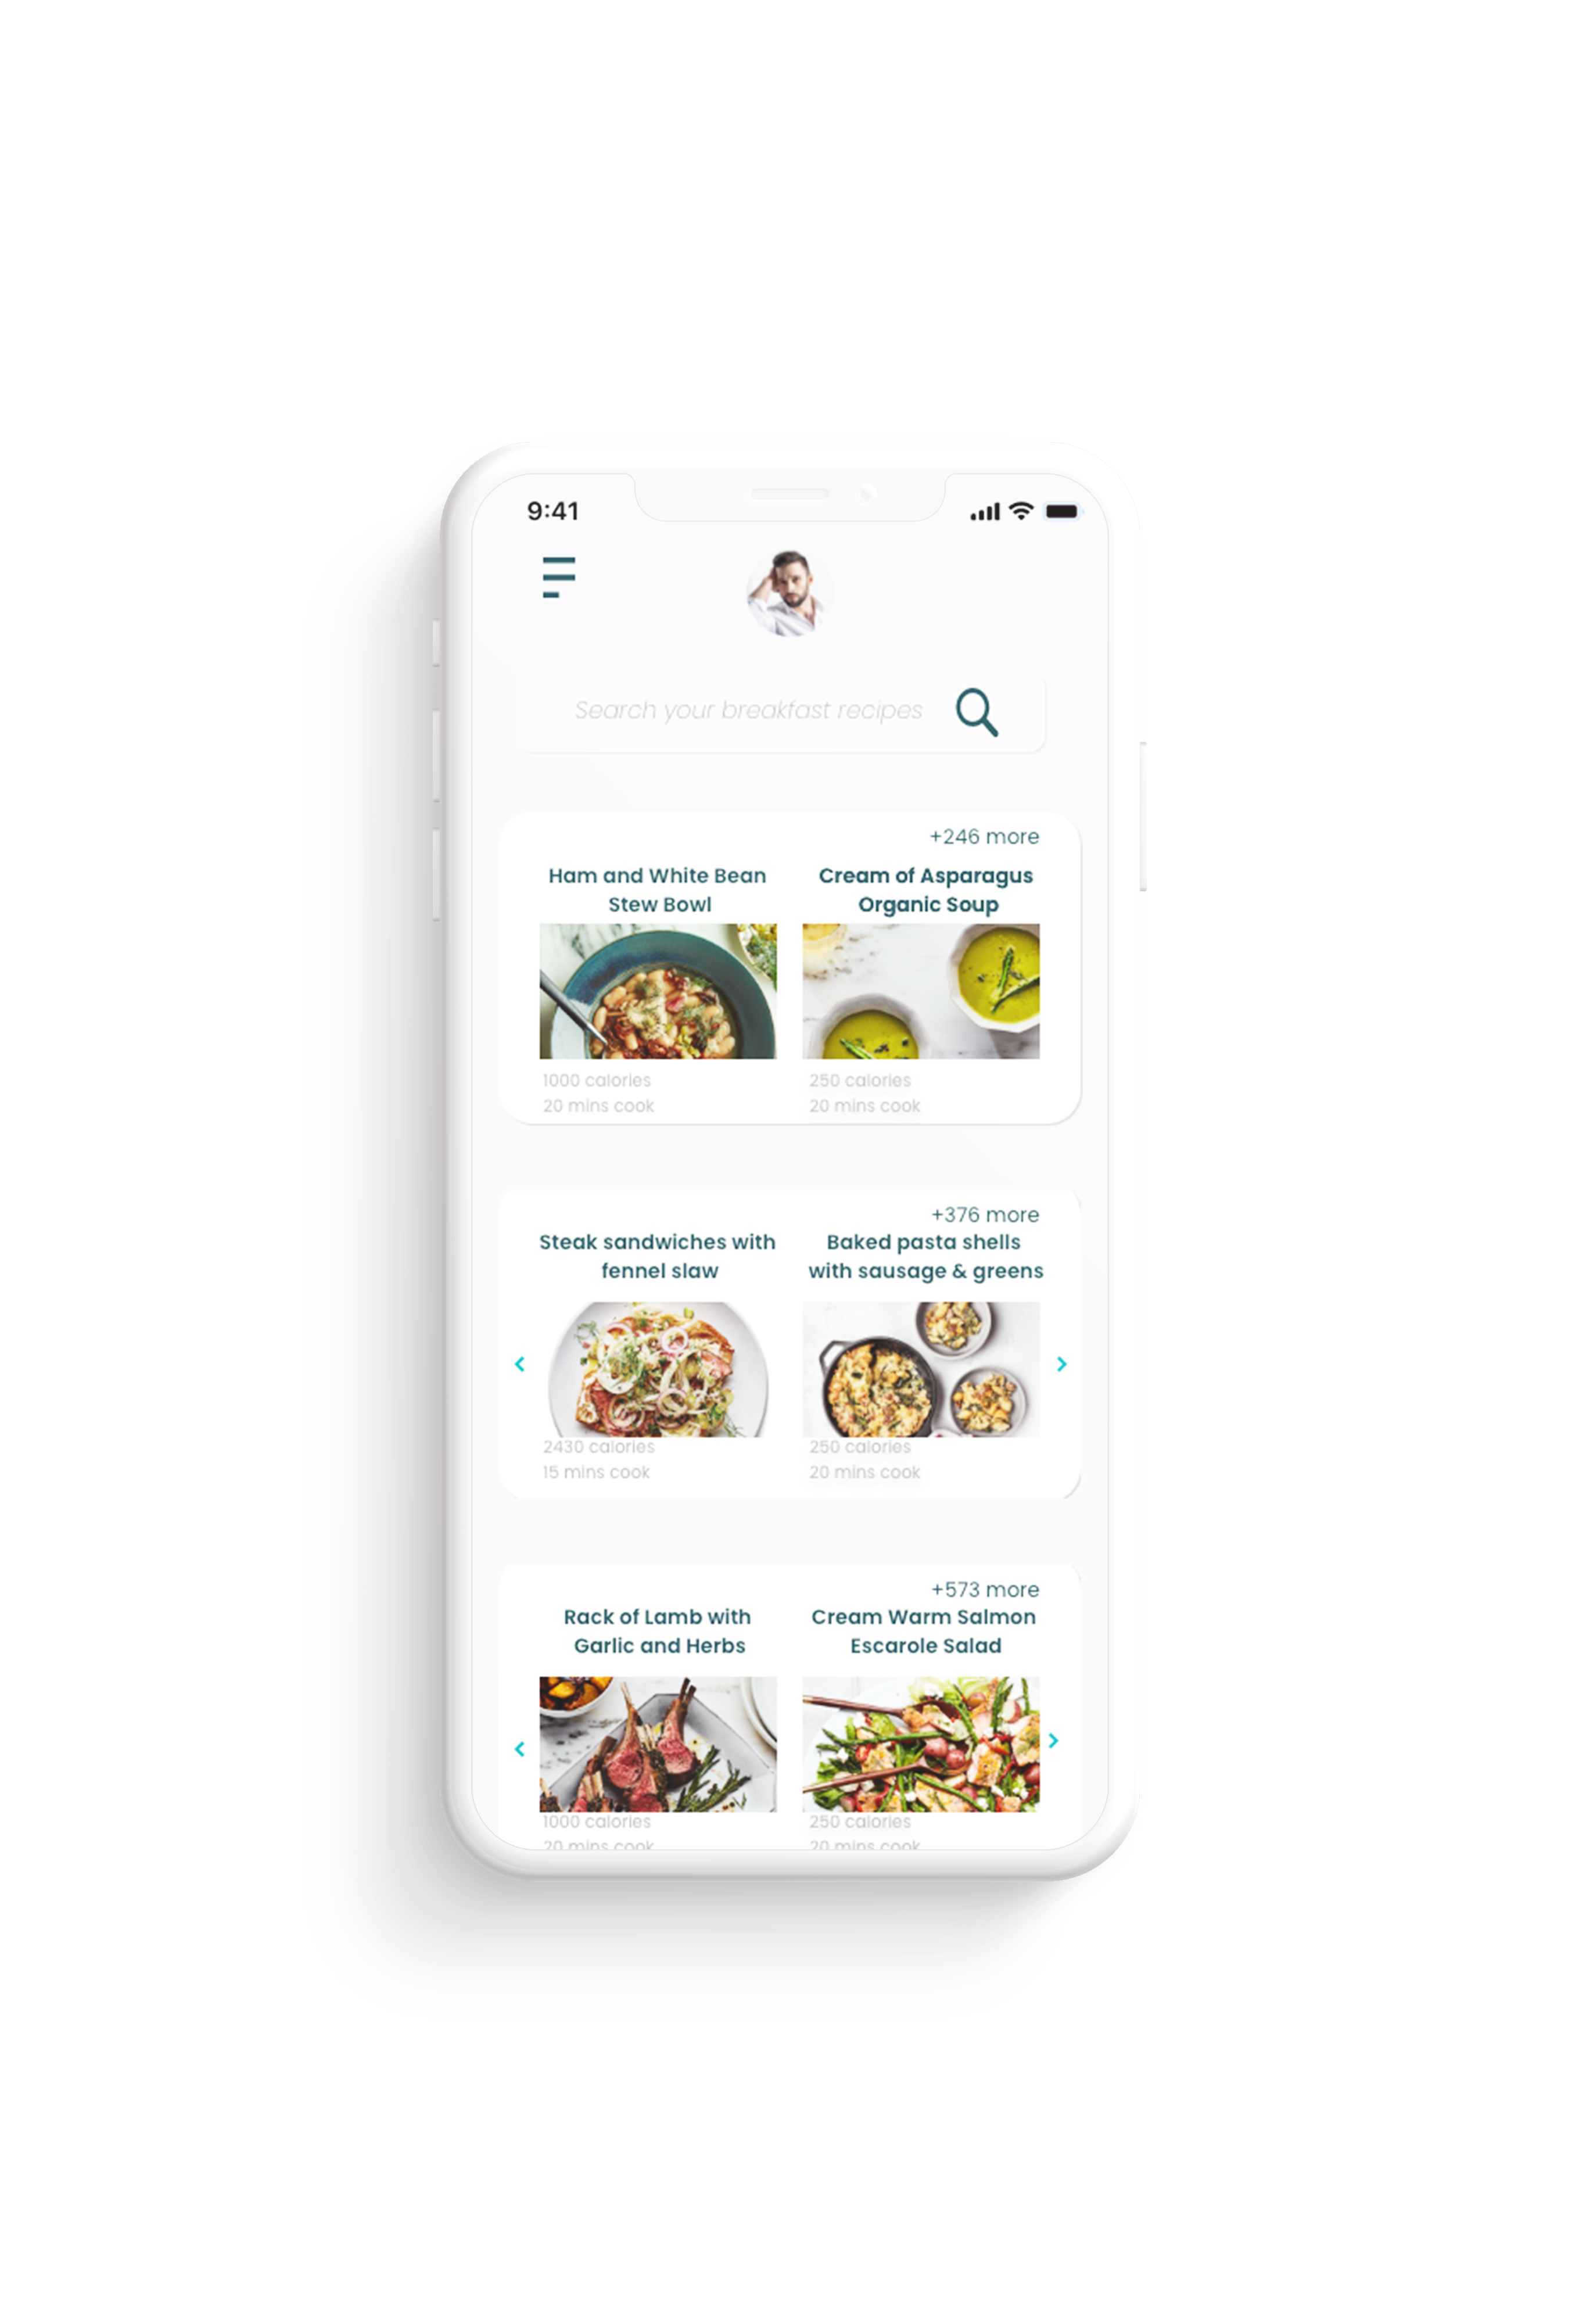 9:41
Search your breakfast recipes
+246 more
Ham and White Bean
Stew Bowl
Cream of Asparagus
Organic Soup
1000 calories
20 mins cook
250 calories
20 mins cook
+376 more
Steak sandwiches with
fennel slaw
Baked pasta shells
with sausage & greens
2430 calories
15 mins cook
250 calories
20 mins cook
+573 more
Rack of Lamb with
Garlic and Herbs
Cream Warm Salmon
Escarole Salad
1000 calories
20 mins cook
250 calories
20 mins cook